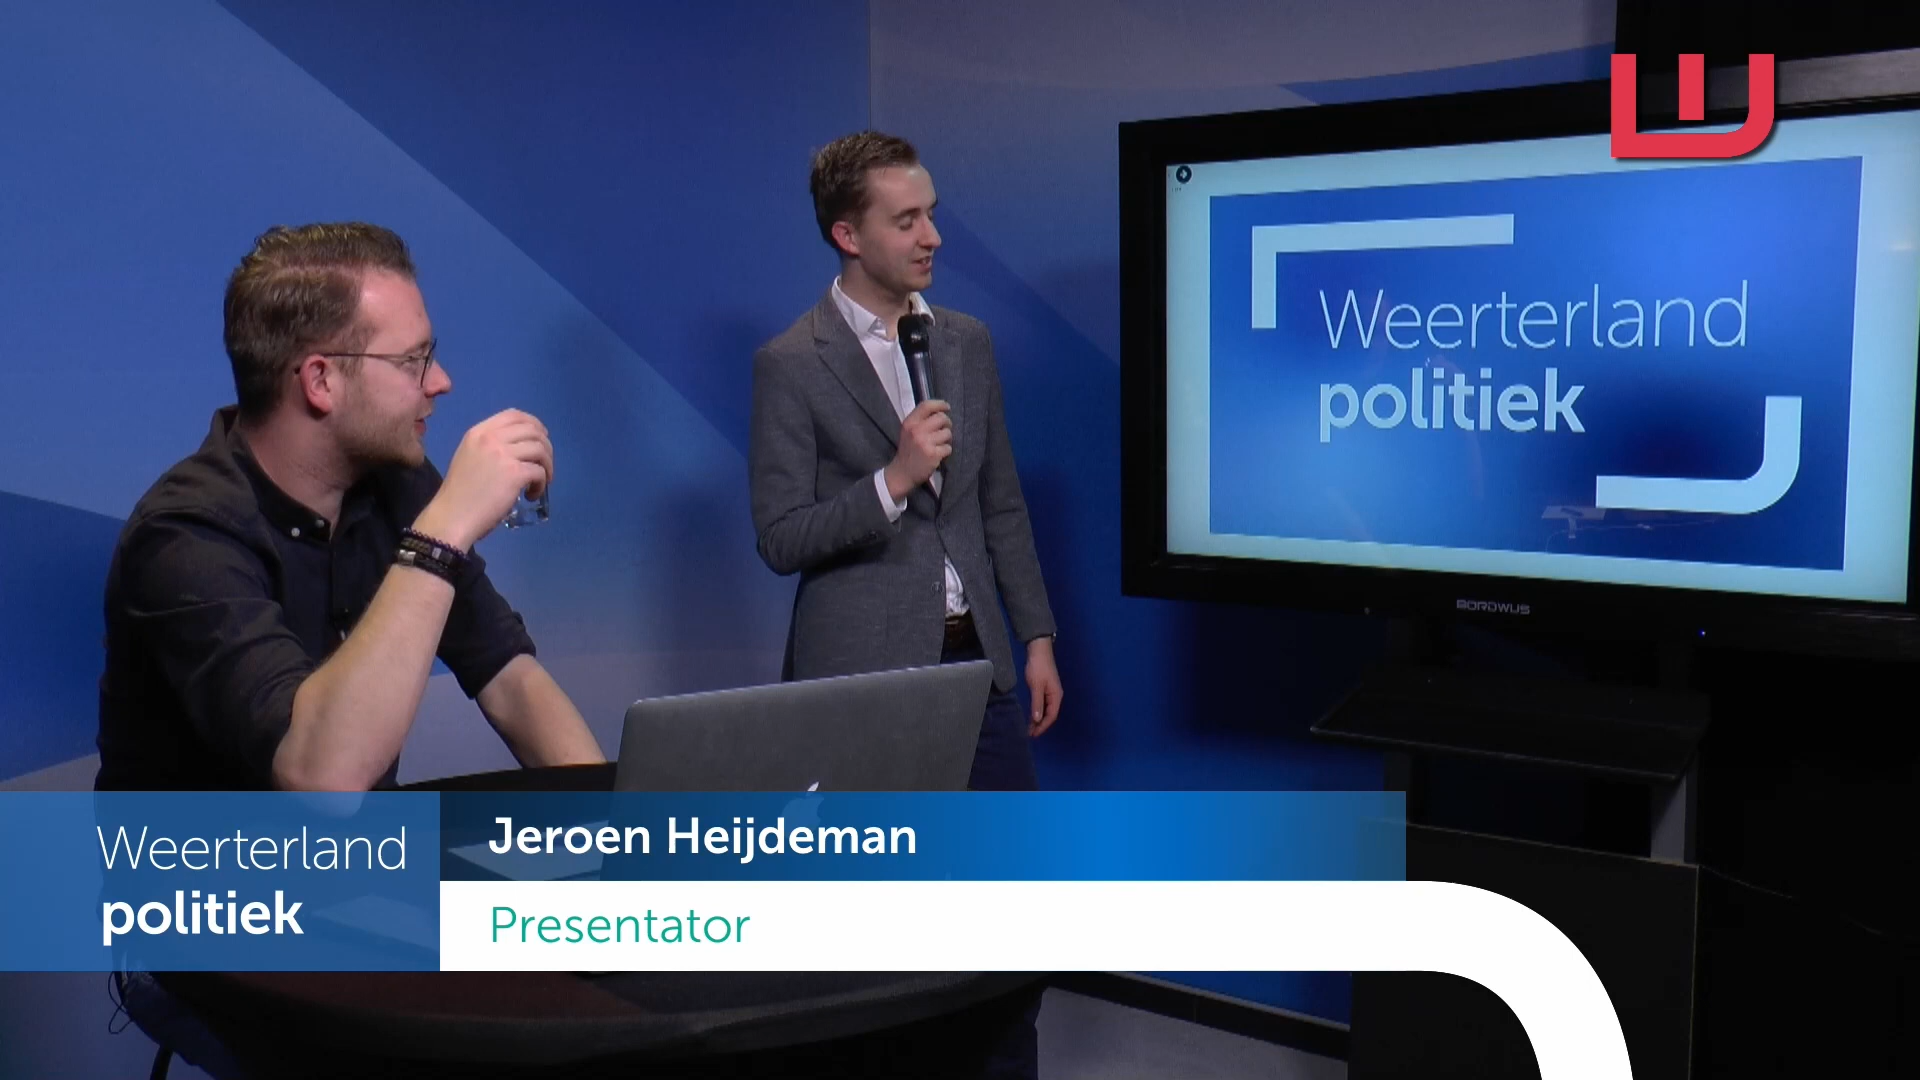 Weerterland
politiek
BORDWIJS
Weerterland
politiek
Jeroen Heijdeman
Presentator